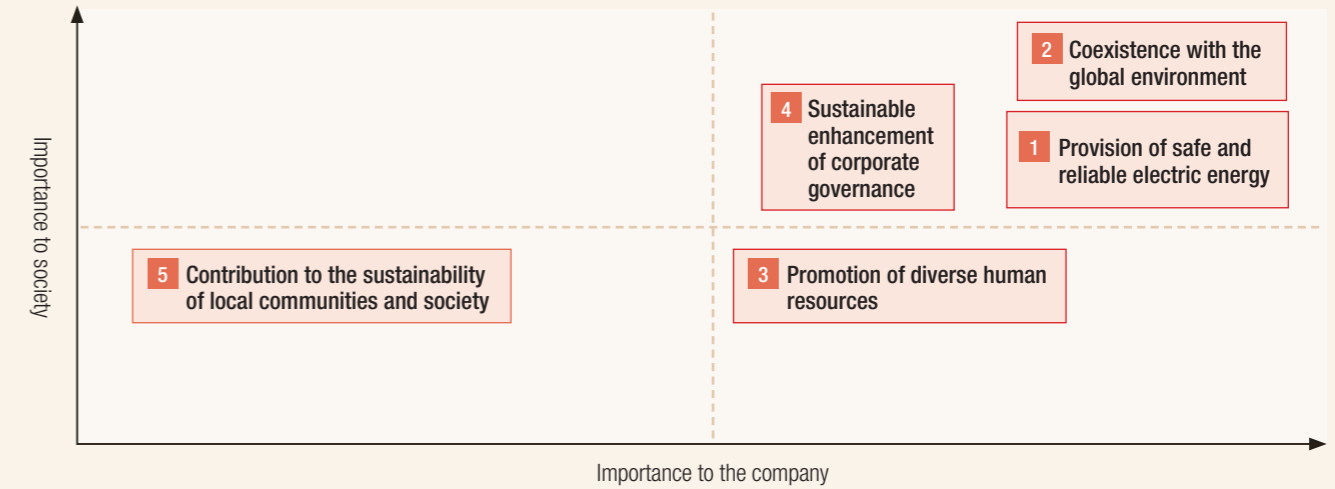 Importance to society
2 Coexistence with the
global environment
4 Sustainable
enhancement
of corporate
governance
1 Provision of safe and
reliable electric energy
5 Contribution to the sustainability
of local communities and society
3 Promotion of diverse human
resources
Importance to the company